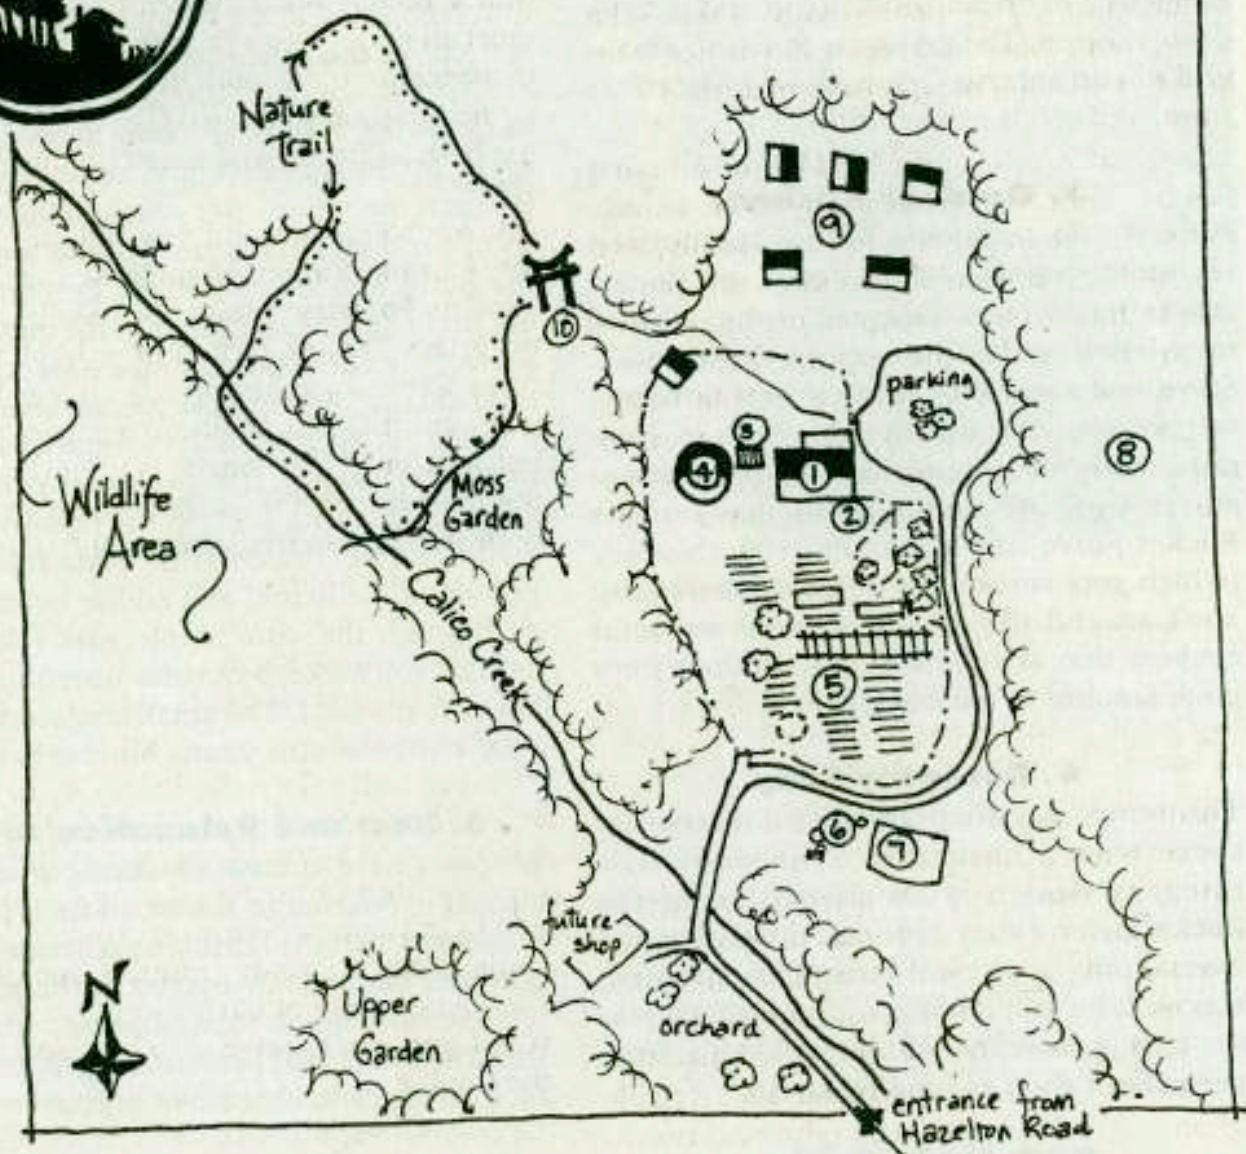 Nature
trail
9
10
parking
3
4
1
8
2
Moss
Garden
Wildlife
Area
Calico Creek
5
6
7
future
shop
N
Upper
Garden
orchard
entrance from
Hazelton Road